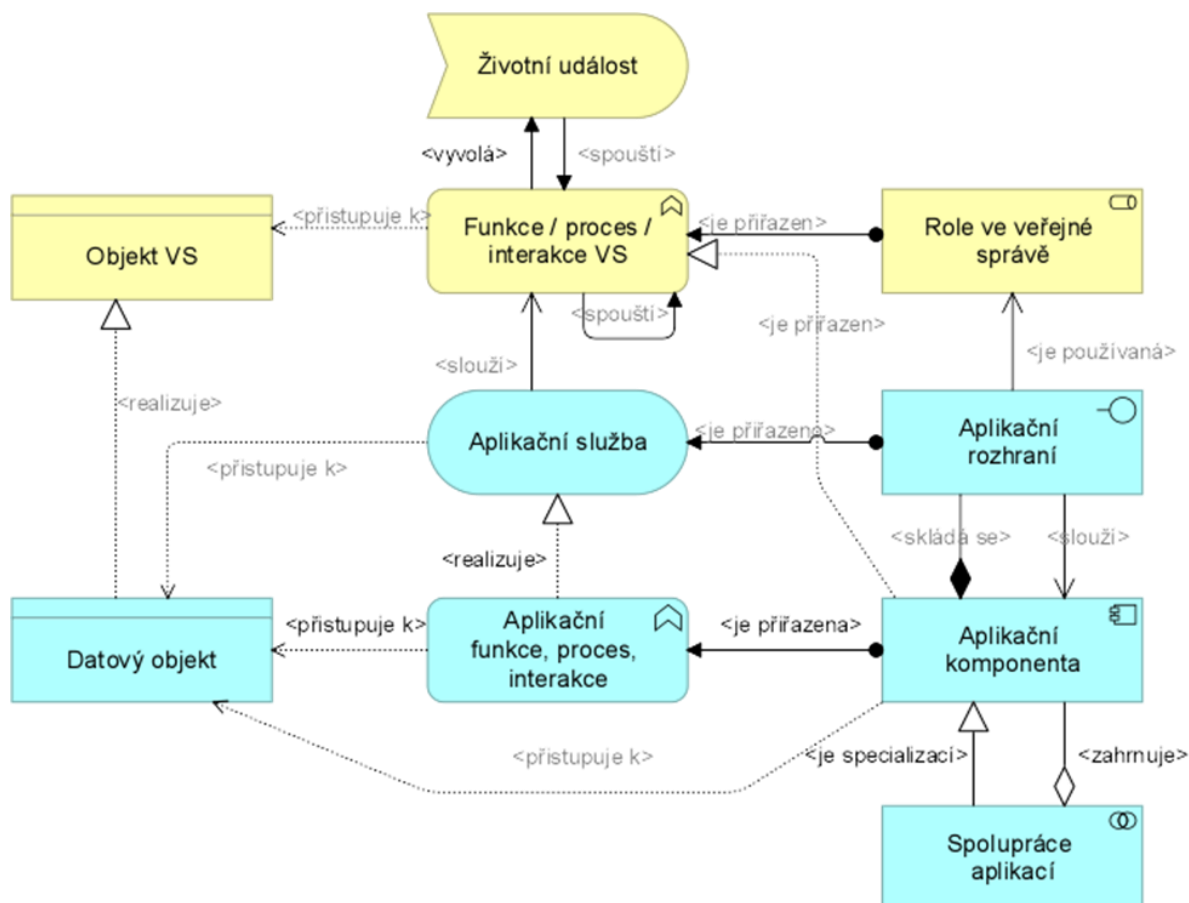 Životní událost
<vyvolá>
<spouští>
<přistupuje k>
Objekt VS
Funkce / proces /
interakce VS
<je přiřazen>
Role ve veřejné
správě
<spouští>
<je přiřazen>
<slouží>
<je používaná>
<realizuje>
Aplikační služba
<je přiřazeno>
Aplikační
rozhraní
<přistupuje k>
<skládá se>
<slouží>
<realizuje>
Datový objekt
<přistupuje k>
Aplikační
funkce, proces,
interakce
<je přiřazena>
Aplikační
komponenta
<přistupuje k>
<je specializací>
<zahrnuje>
Spolupráce
aplikací